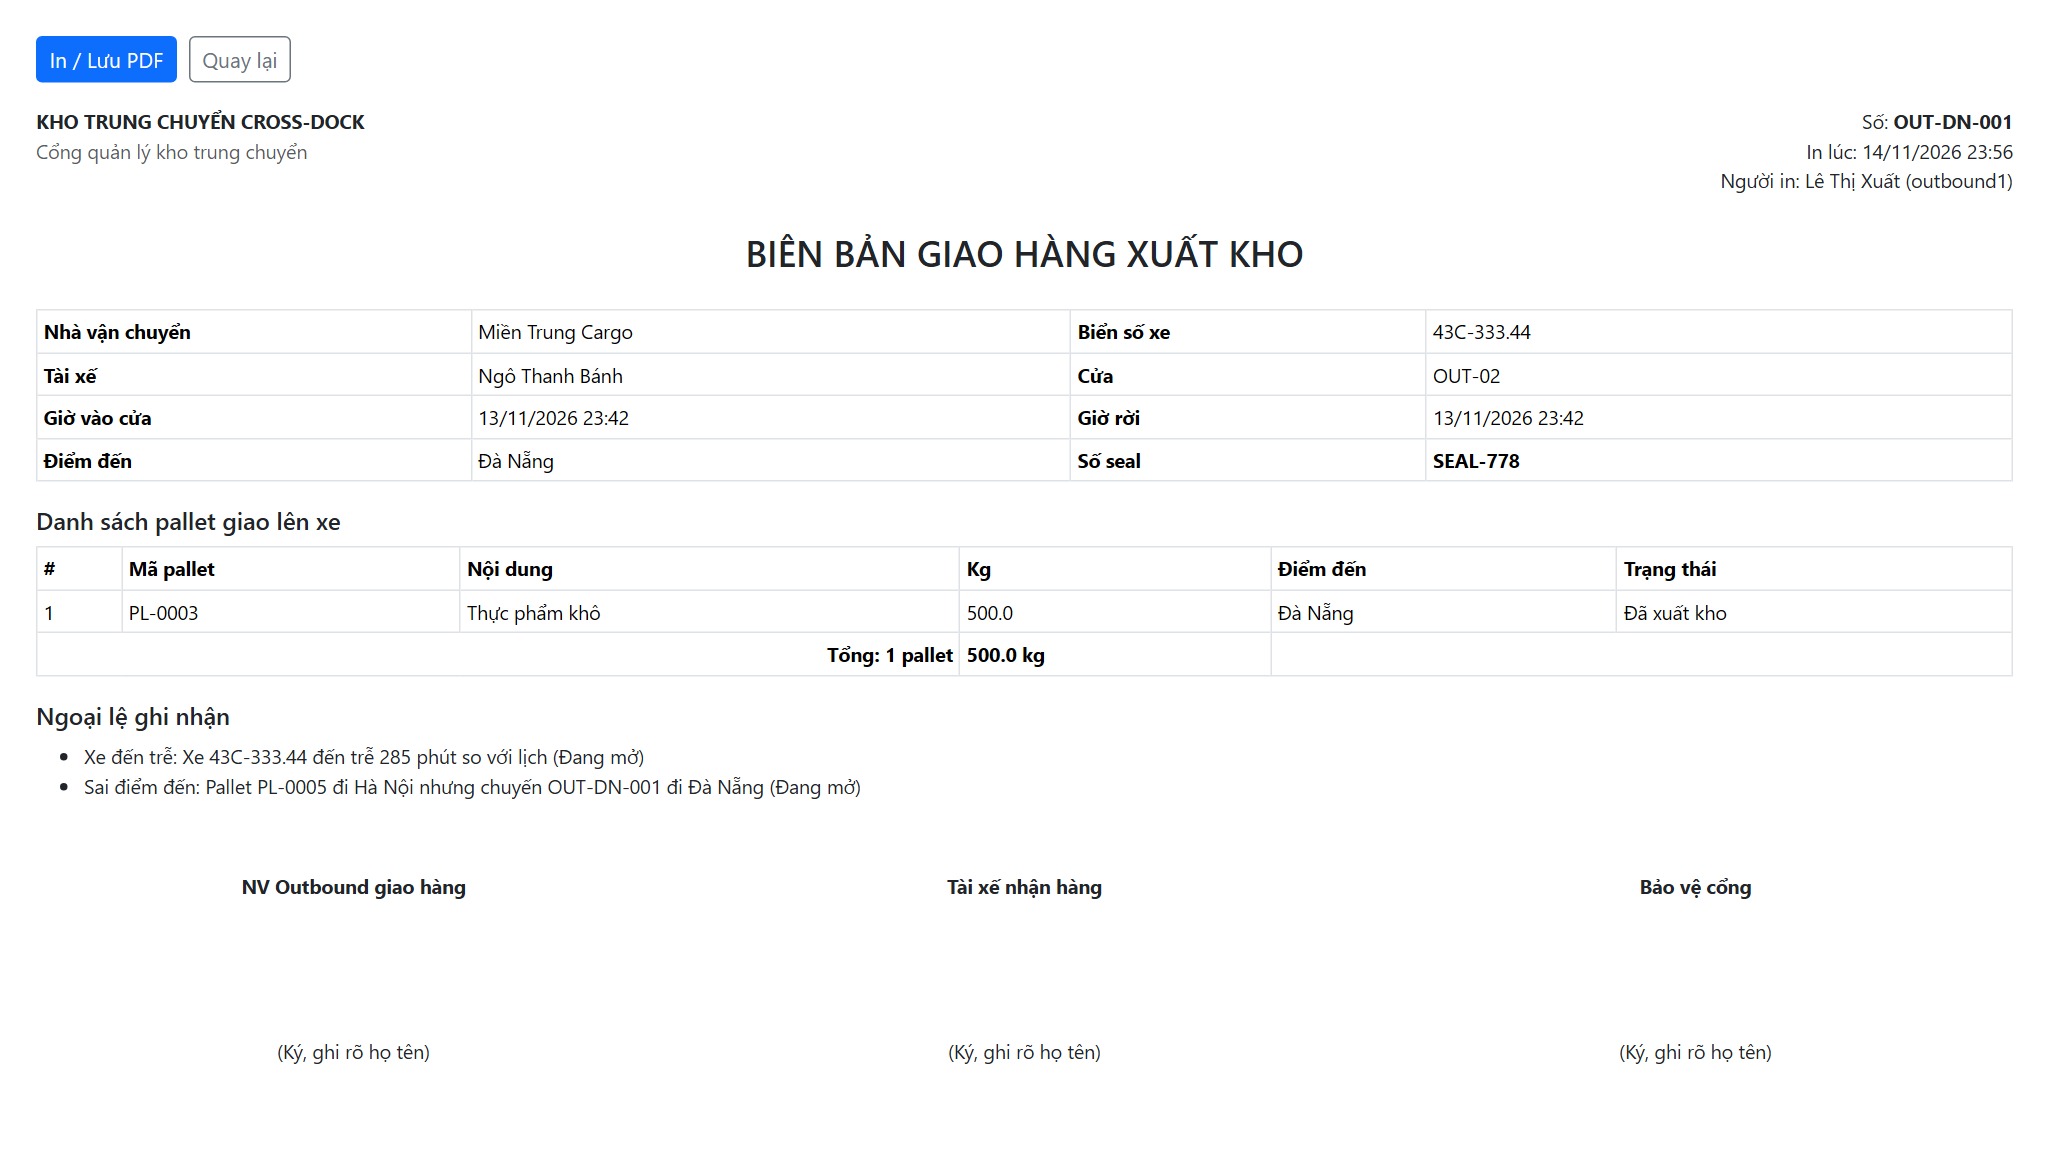 In / Lưu PDF Quay lại
KHO TRUNG CHUYỂN CROSS-DOCK
Cổng quản lý kho trung chuyển
Số: OUT-DN-001
In lúc: 14/11/2026 23:56
Người in: Lê Thị Xuất (outbound1)
BIÊN BẢN GIAO HÀNG XUẤT KHO
Nhà vận chuyển Miền Trung Cargo Biển số xe 43C-333.44
Tài xế Ngô Thanh Bánh Cửa OUT-02
Giờ vào cửa 13/11/2026 23:42 Giờ rời 13/11/2026 23:42
Điểm đến Đà Nẵng Số seal SEAL-778
Danh sách pallet giao lên xe
# Mã pallet Nội dung Kg Điểm đến Trạng thái
1 PL-0003 Thực phẩm khô 500.0 Đà Nẵng Đã xuất kho
Tổng: 1 pallet 500.0 kg
Ngoại lệ ghi nhận
• Xe đến trễ: Xe 43C-333.44 đến trễ 285 phút so với lịch (Đang mở)
• Sai điểm đến: Pallet PL-0005 đi Hà Nội nhưng chuyến OUT-DN-001 đi Đà Nẵng (Đang mở)
NV Outbound giao hàng Tài xế nhận hàng Bảo vệ cổng
(Ký, ghi rõ họ tên) (Ký, ghi rõ họ tên) (Ký, ghi rõ họ tên)